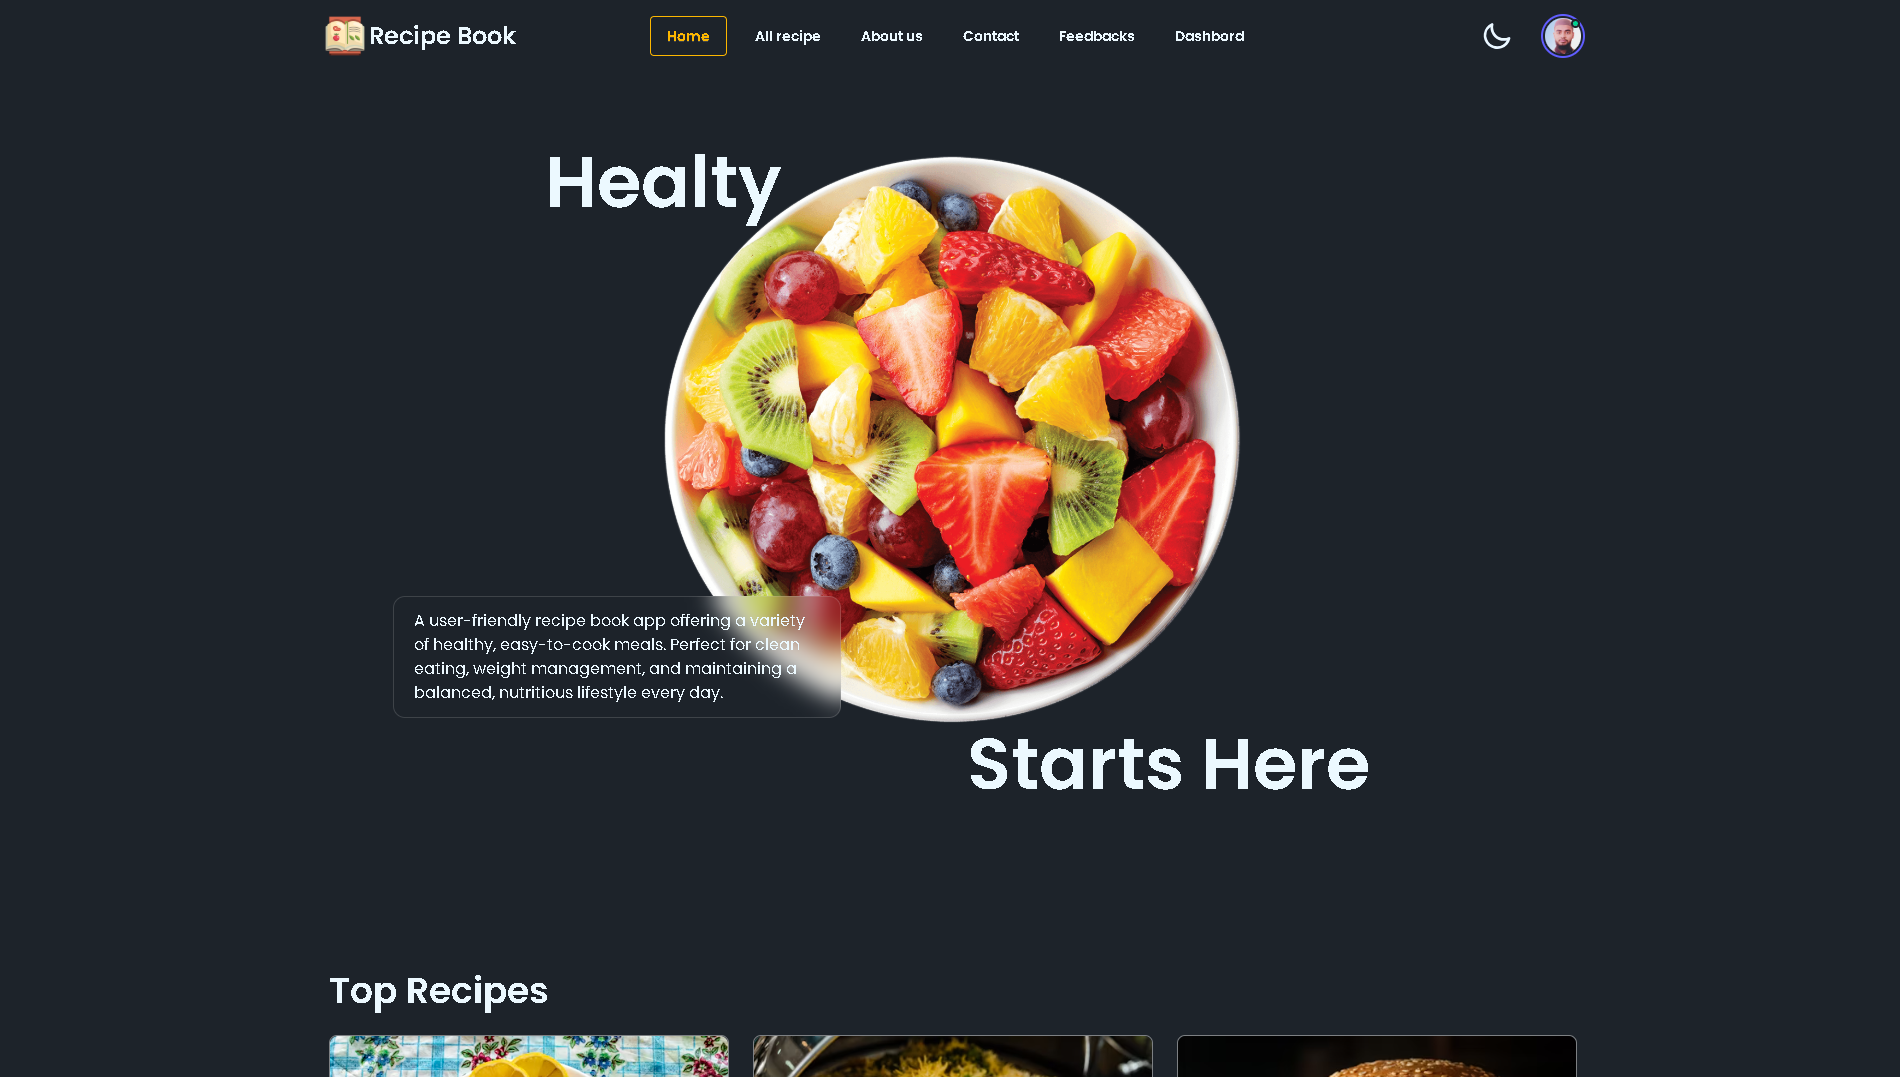 Recipe Book
Home
All recipe
About us
Contact
Feedbacks
Dashbord
Healty
A user-friendly recipe book app offering a variety
of healthy, easy-to-cook meals. Perfect for clean
eating, weight management, and maintaining a
balanced, nutritious lifestyle every day.
Starts Here
Top Recipes